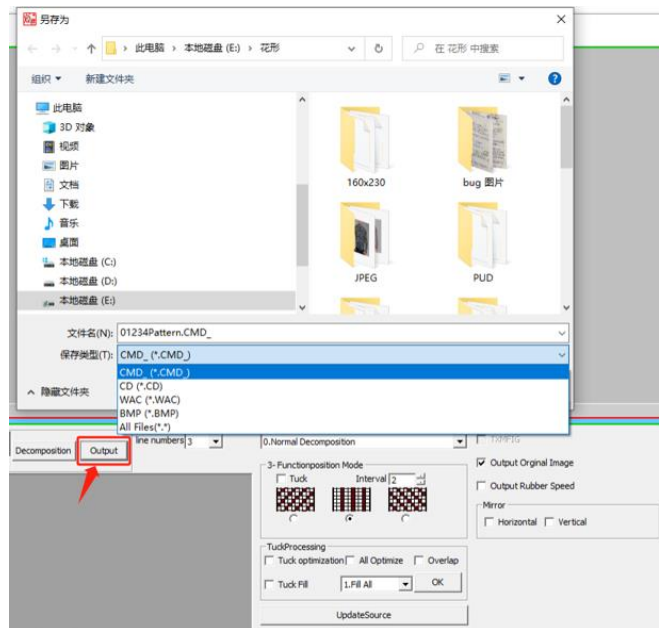 另存为
此电脑 › 本地磁盘 (E:) › 花形
在 花形 中搜索
组织
新建文件夹
此电脑
3D 对象
视频
图片
文档
下载
音乐
桌面
本地磁盘 (C:)
本地磁盘 (D:)
本地磁盘 (E:)
160x230
bug 图片
JPEG
PUD
文件名(N): 01234Pattern.CMD_
保存类型(T): CMD_ (*.CMD_)
CMD_ (*.CMD_)
CD (*.CD)
WAC (*.WAC)
BMP (*.BMP)
All Files(*.*)
隐藏文件夹
Decomposition
Output
line numbers 3
0.Normal Decomposition
3- Functionposition Mode
Tuck
Interval 2
TuckProcessing
Tuck optimization
All Optimize
Overlap
Tuck Fill
1.Fill All
OK
UpdateSource
Output Orginal Image
Output Rubber Speed
Mirror
Horizontal
Vertical